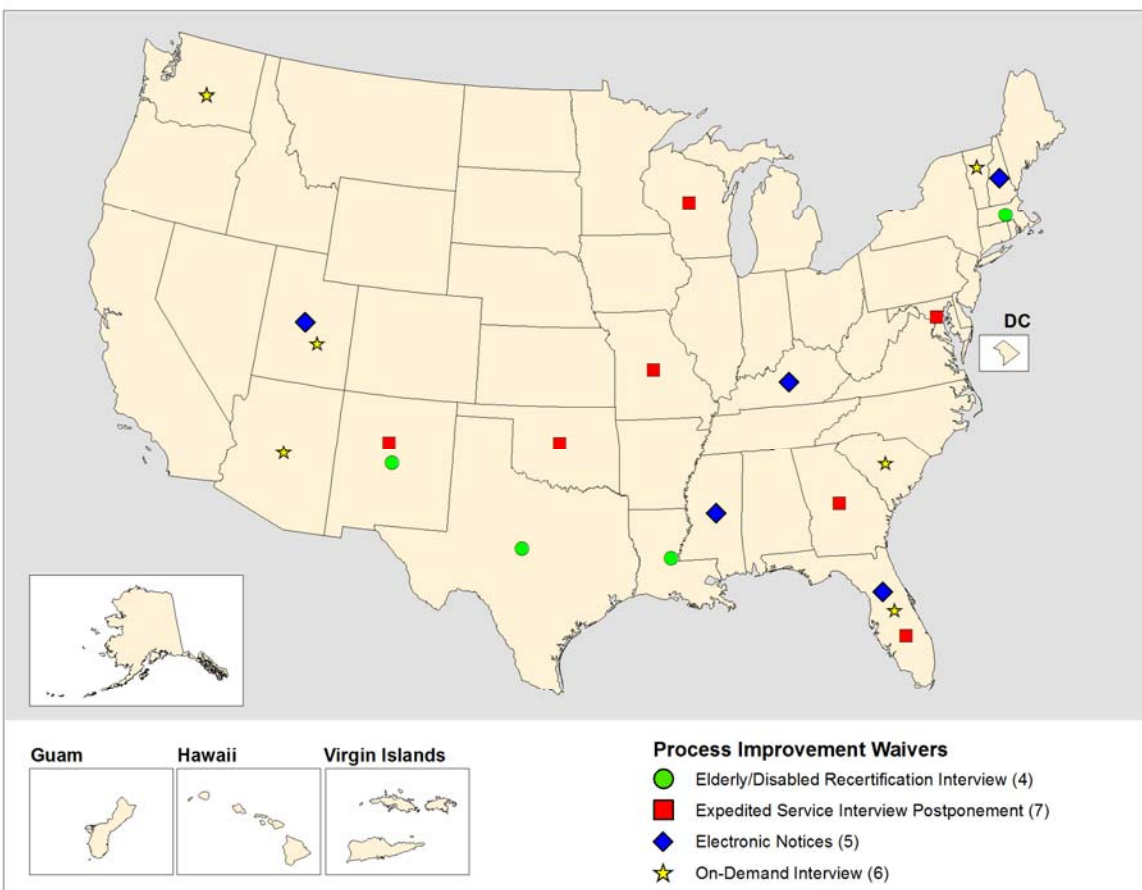 DC
Guam
Hawaii
Virgin Islands
Process Improvement Waivers
Elderly/Disabled Recertification Interview (4)
Expedited Service Interview Postponement (7)
Electronic Notices (5)
On-Demand Interview (6)